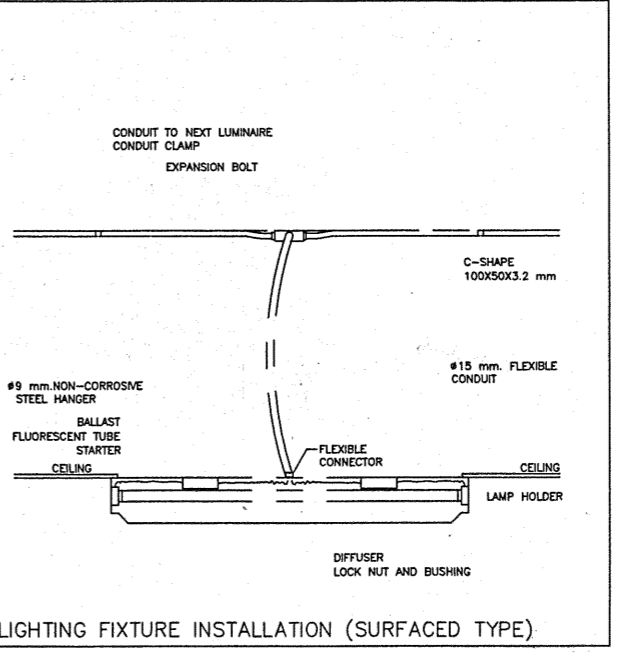 CONDUIT TO NEXT LUMINAIRE
CONDUIT CLAMP
EXPANSION BOLT
C-SHAPE
100X50X3.2 mm
ø15 mm. FLEXIBLE
CONDUIT
ø9 mm.NON-CORROSIVE
STEEL HANGER
BALLAST
FLUORESCENT TUBE
STARTER
CEILING
FLEXIBLE
CONNECTOR
CEILING
LAMP HOLDER
DIFFUSER
LOCK NUT AND BUSHING
LIGHTING FIXTURE INSTALLATION (SURFACED TYPE)